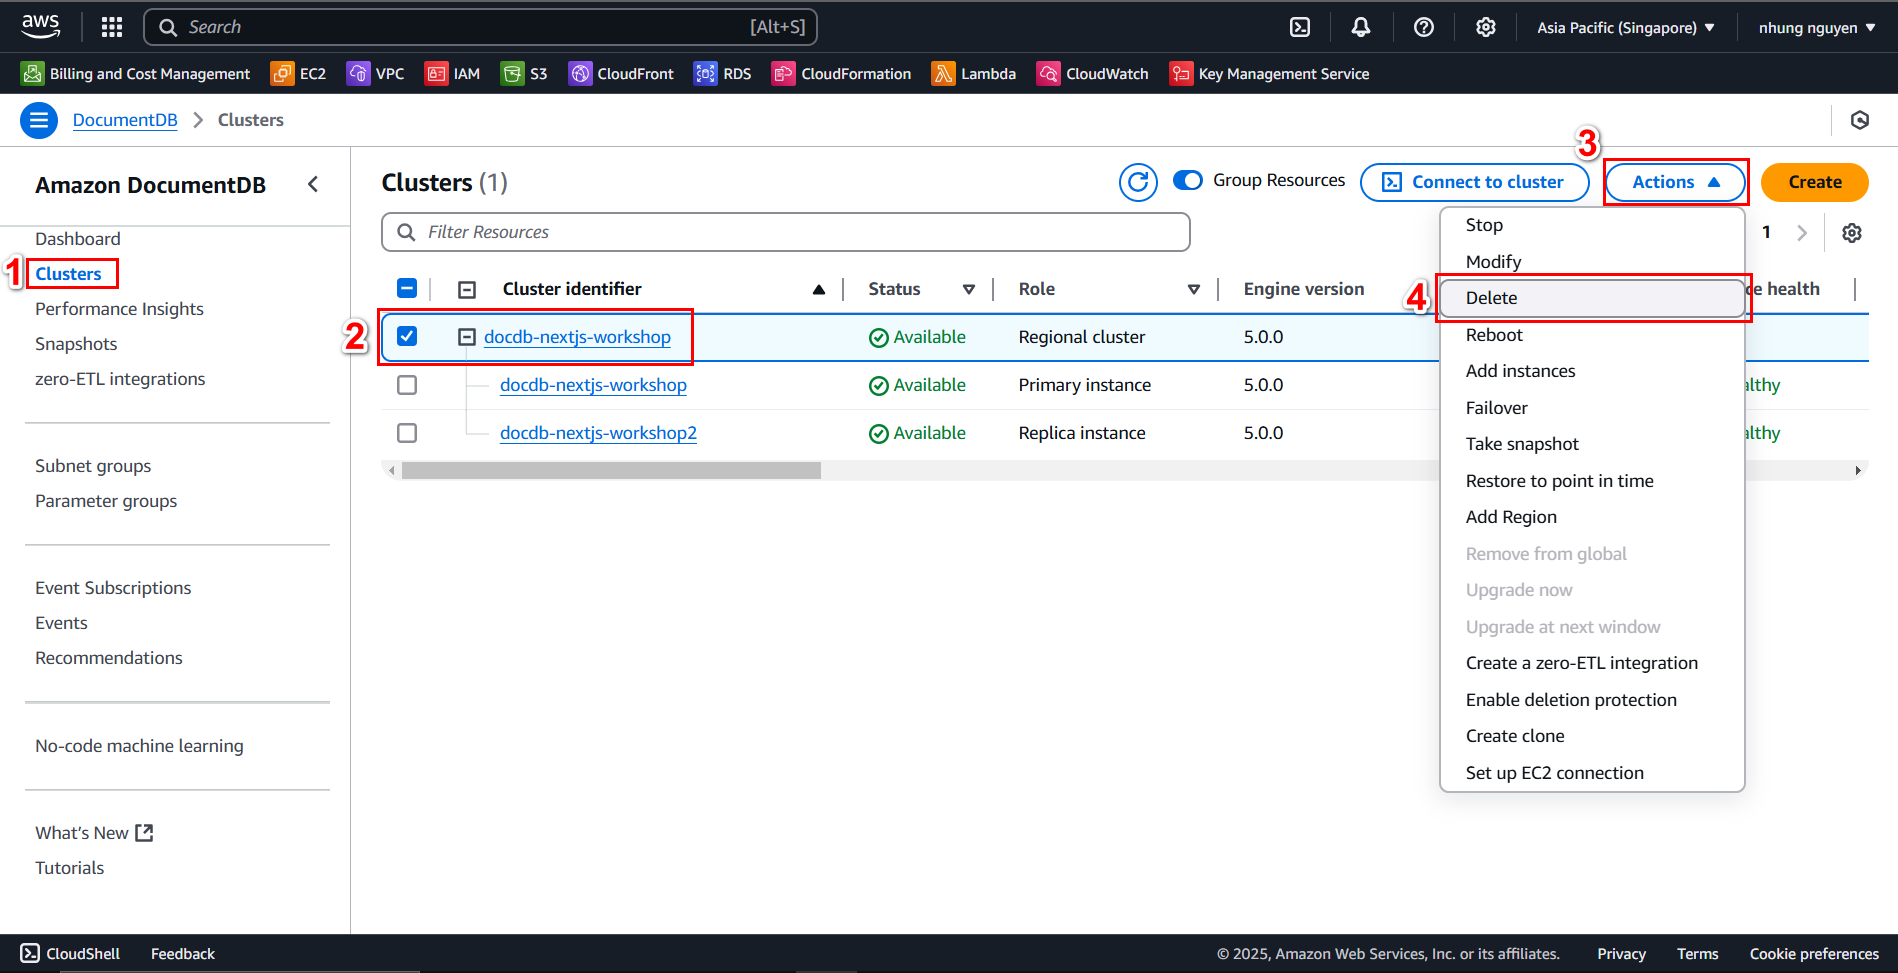 aws Search [Alt+S] Asia Pacific (Singapore) nhung nguyen
Billing and Cost Management EC2 VPC IAM S3 CloudFront RDS CloudFormation Lambda CloudWatch Key Management Service
DocumentDB Clusters
Amazon DocumentDB
Dashboard
1 Clusters
Performance Insights
Snapshots
zero-ETL integrations
Subnet groups
Parameter groups
Event Subscriptions
Events
Recommendations
No-code machine learning
What's New
Tutorials
Clusters (1) Group Resources Connect to cluster 3 Actions Create
Filter Resources 1
Cluster identifier Status Role Engine version health
2 docdb-nextjs-workshop Available Regional cluster 5.0.0
docdb-nextjs-workshop Available Primary instance 5.0.0
docdb-nextjs-workshop2 Available Replica instance 5.0.0
Stop
Modify
4 Delete
Reboot
Add instances
Failover
Take snapshot
Restore to point in time
Add Region
Remove from global
Upgrade now
Upgrade at next window
Create a zero-ETL integration
Enable deletion protection
Create clone
Set up EC2 connection
CloudShell Feedback © 2025, Amazon Web Services, Inc. or its affiliates. Privacy Terms Cookie preferences